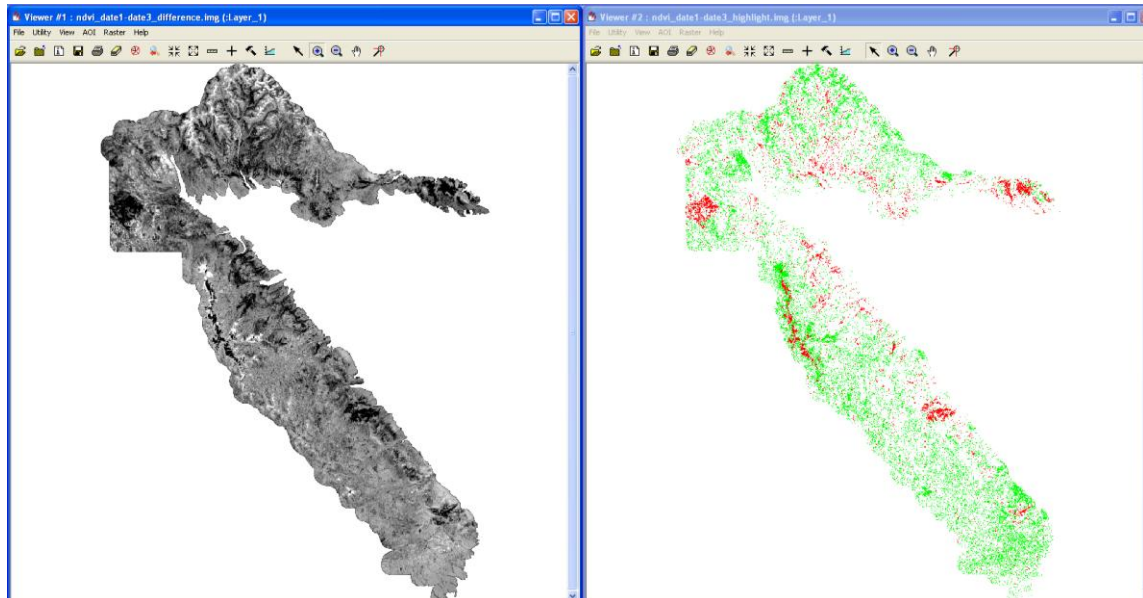 Viewer #1 : ndvi_date1-date3_difference.img (:Layer_1)
File Utility View AOI Raster Help
Viewer #2 : ndvi_date1-date3_highlight.img (:Layer_1)
File Utility View AOI Raster Help